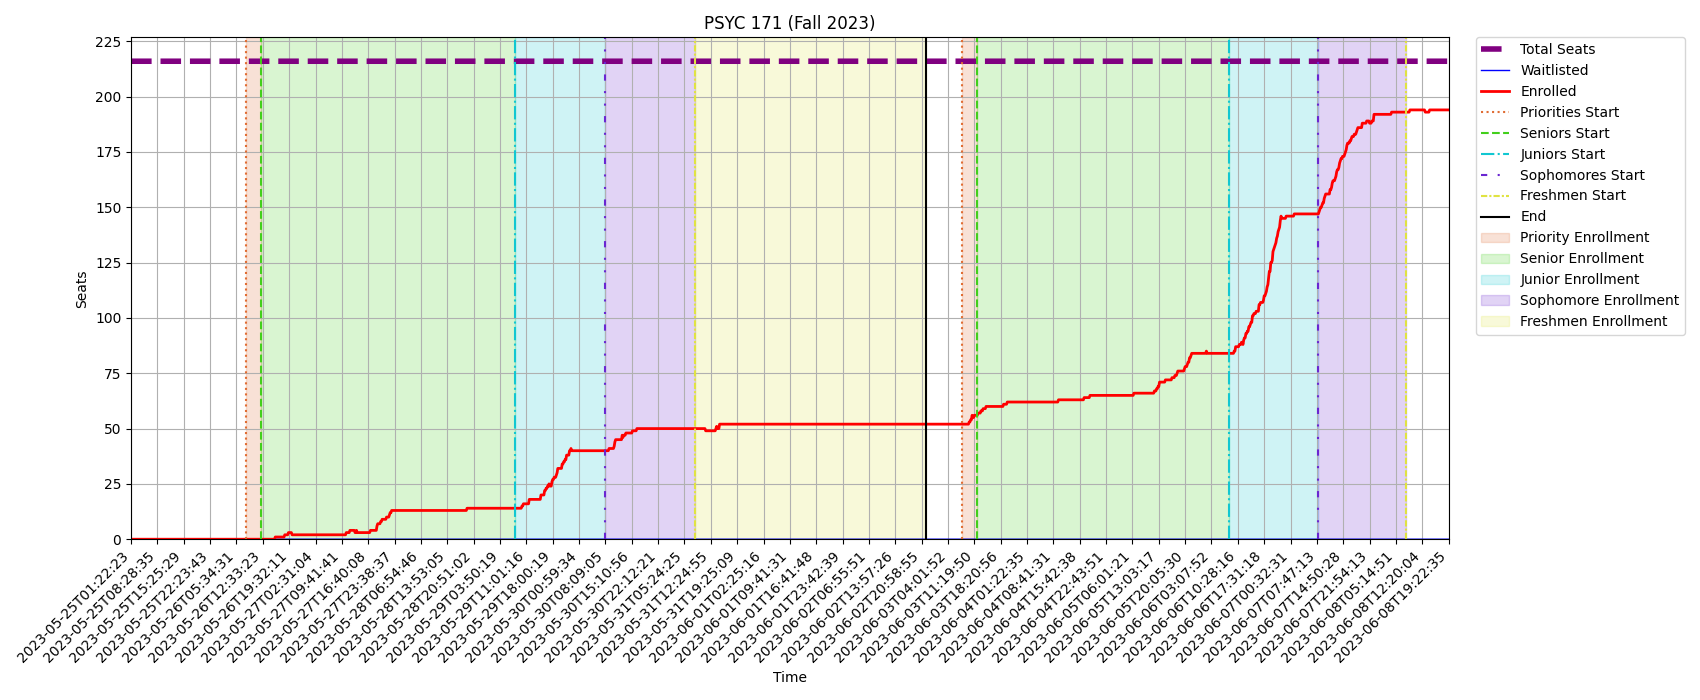 PSYC 171 (Fall 2023)
225
200
175
150
125
100
75
50
25
0
Seats
2023-05-25T01:22:23
2023-05-25T08:28:35
2023-05-25T15:25:29
2023-05-25T22:23:43
2023-05-26T05:34:31
2023-05-26T12:33:23
2023-05-26T19:32:11
2023-05-27T02:31:04
2023-05-27T09:41:41
2023-05-27T16:40:08
2023-05-27T23:38:37
2023-05-28T06:54:46
2023-05-28T13:53:05
2023-05-28T20:51:02
2023-05-29T03:50:19
2023-05-29T11:01:16
2023-05-29T18:00:19
2023-05-30T00:59:34
2023-05-30T08:09:05
2023-05-30T15:10:56
2023-05-30T22:12:21
2023-05-31T05:24:25
2023-05-31T12:24:55
2023-05-31T19:25:09
2023-06-01T02:25:16
2023-06-01T09:41:31
2023-06-01T16:41:48
2023-06-01T23:42:39
2023-06-02T06:55:51
2023-06-02T13:57:26
2023-06-02T20:58:55
2023-06-03T04:01:52
2023-06-03T11:19:50
2023-06-03T18:20:56
2023-06-04T01:22:35
2023-06-04T08:41:31
2023-06-04T15:42:38
2023-06-04T22:43:51
2023-06-05T06:01:21
2023-06-05T13:03:17
2023-06-05T20:05:30
2023-06-06T03:07:52
2023-06-06T10:28:16
2023-06-06T17:31:18
2023-06-07T00:32:31
2023-06-07T07:47:13
2023-06-07T14:50:28
2023-06-07T21:54:13
2023-06-08T05:14:51
2023-06-08T12:20:04
2023-06-08T19:22:35
Time
Total Seats
Waitlisted
Enrolled
Priorities Start
Seniors Start
Juniors Start
Sophomores Start
Freshmen Start
End
Priority Enrollment
Senior Enrollment
Junior Enrollment
Sophomore Enrollment
Freshmen Enrollment